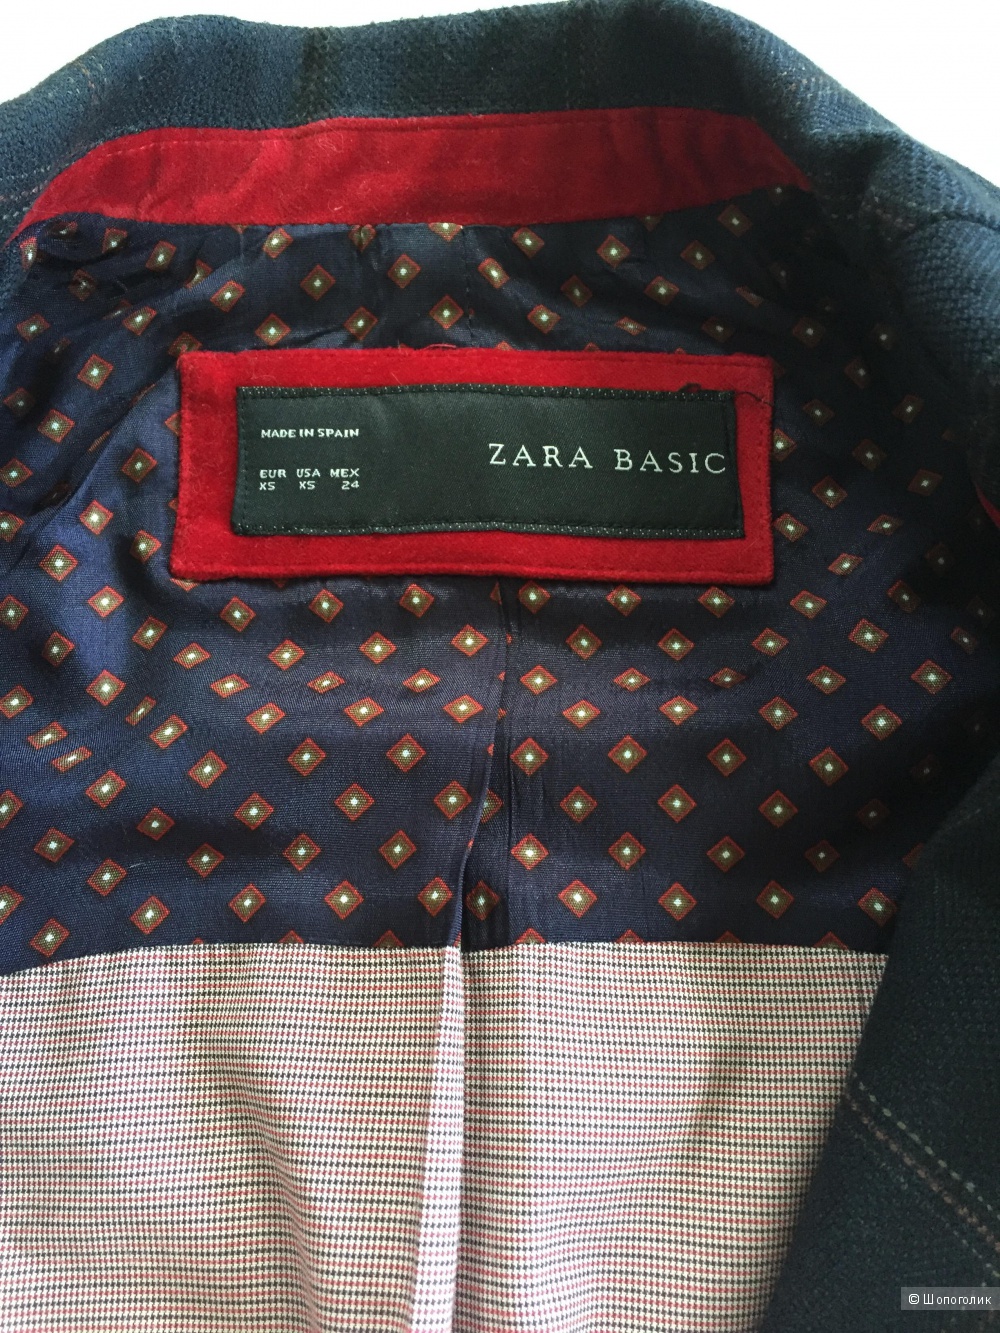 MADE IN SPAIN
ZARA BASIC
EUR USA MEX
XS XS 24
© Шопоголик